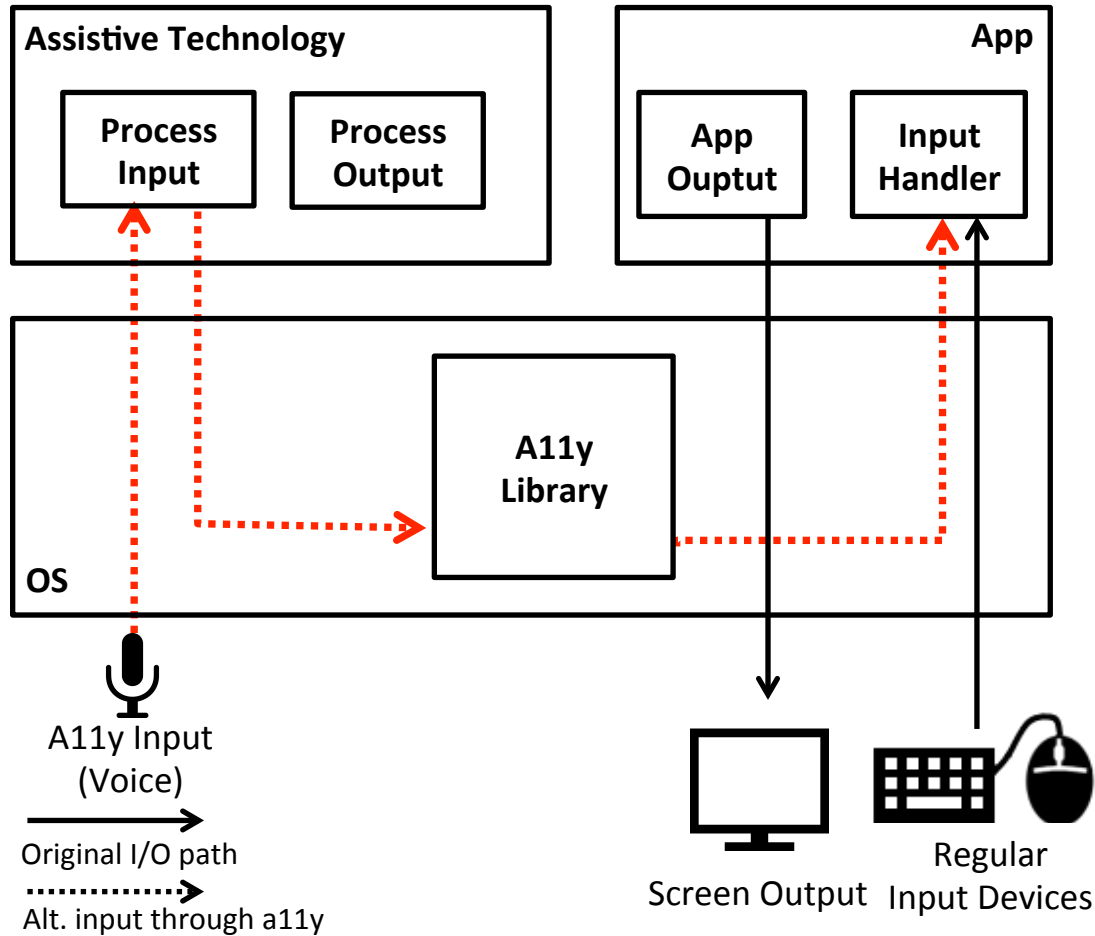 Assistive Technology
App
Process
Input
Process
Output
App
Ouptut
Input
Handler
A11y
Library
OS
A11y Input
(Voice)
Original I/O path
Alt. input through a11y
Screen Output
Regular
Input Devices